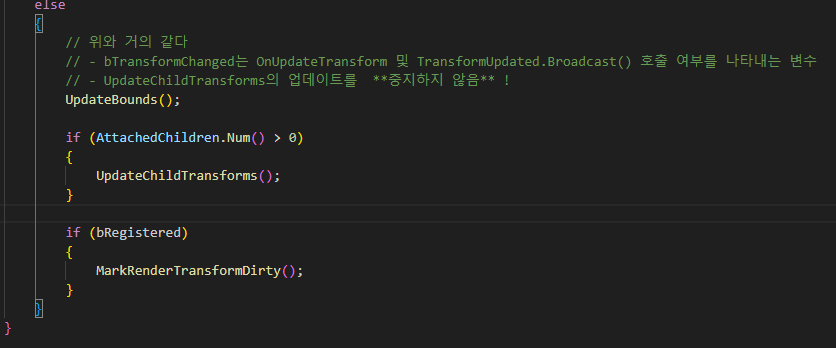 else
{
// 위와 거의 같다
// - bTransformChanged는 OnUpdateTransform 및 TransformUpdated.Broadcast() 호출 여부를 나타내는 변수
// - UpdateChildTransforms의 업데이트를  **중지하지 않음** !
UpdateBounds();
if (AttachedChildren.Num() > 0)
{
UpdateChildTransforms();
}
if (bRegistered)
{
MarkRenderTransformDirty();
}
}
}